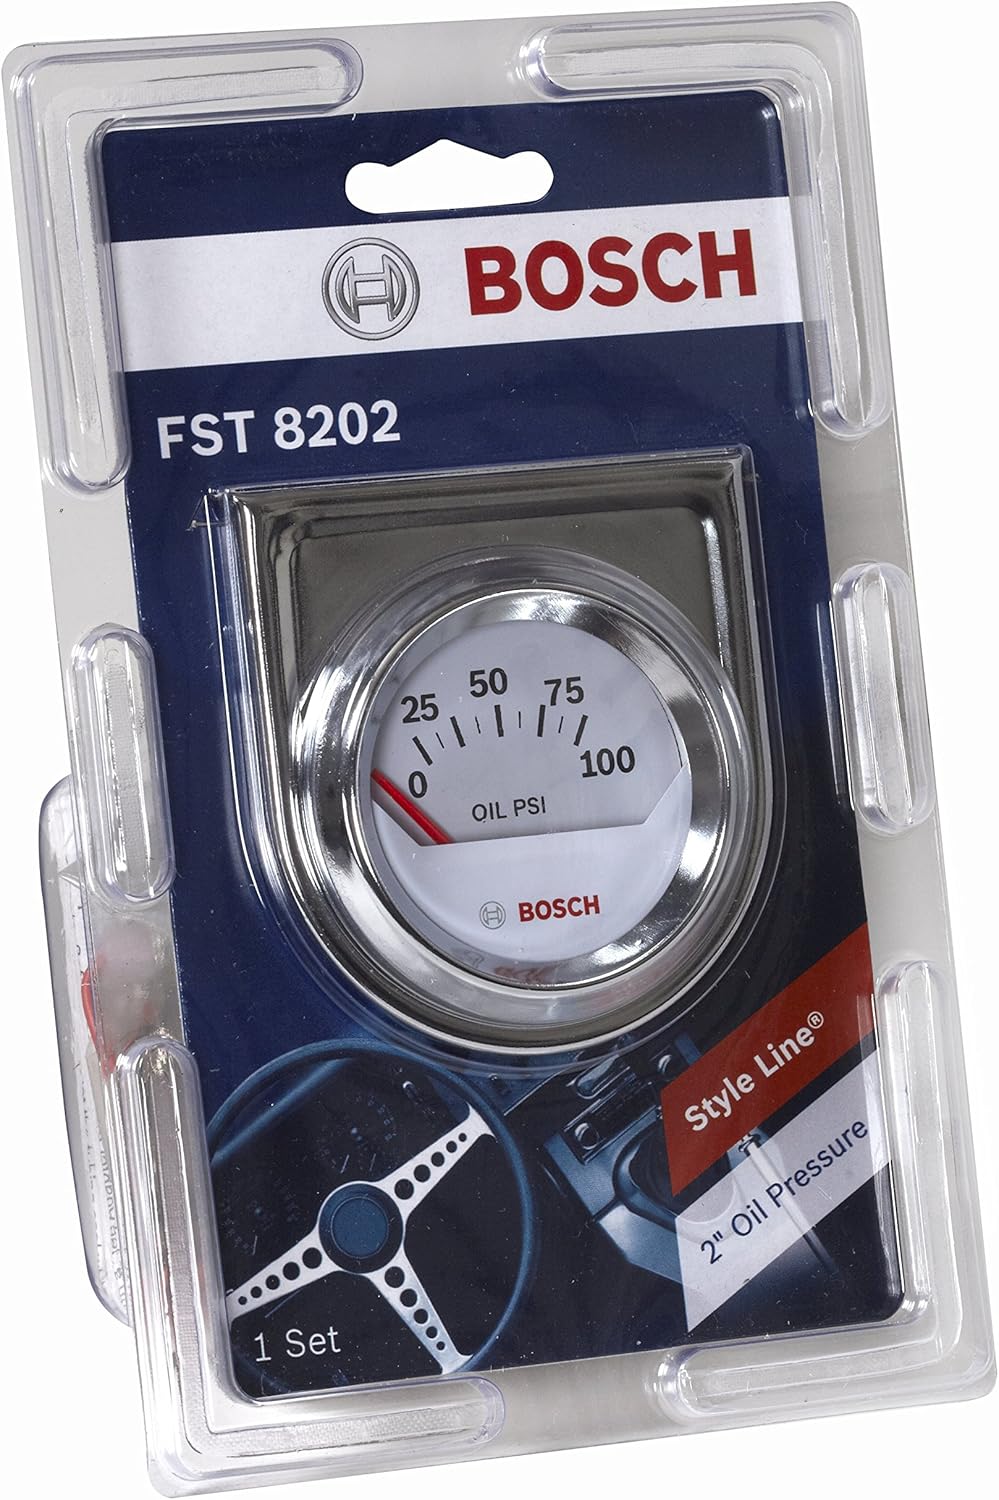 BOSCH
FST 8202
25 50 75
0 100
OIL PSI
BOSCH
Style Line®
2" Oil Pressure
1 Set